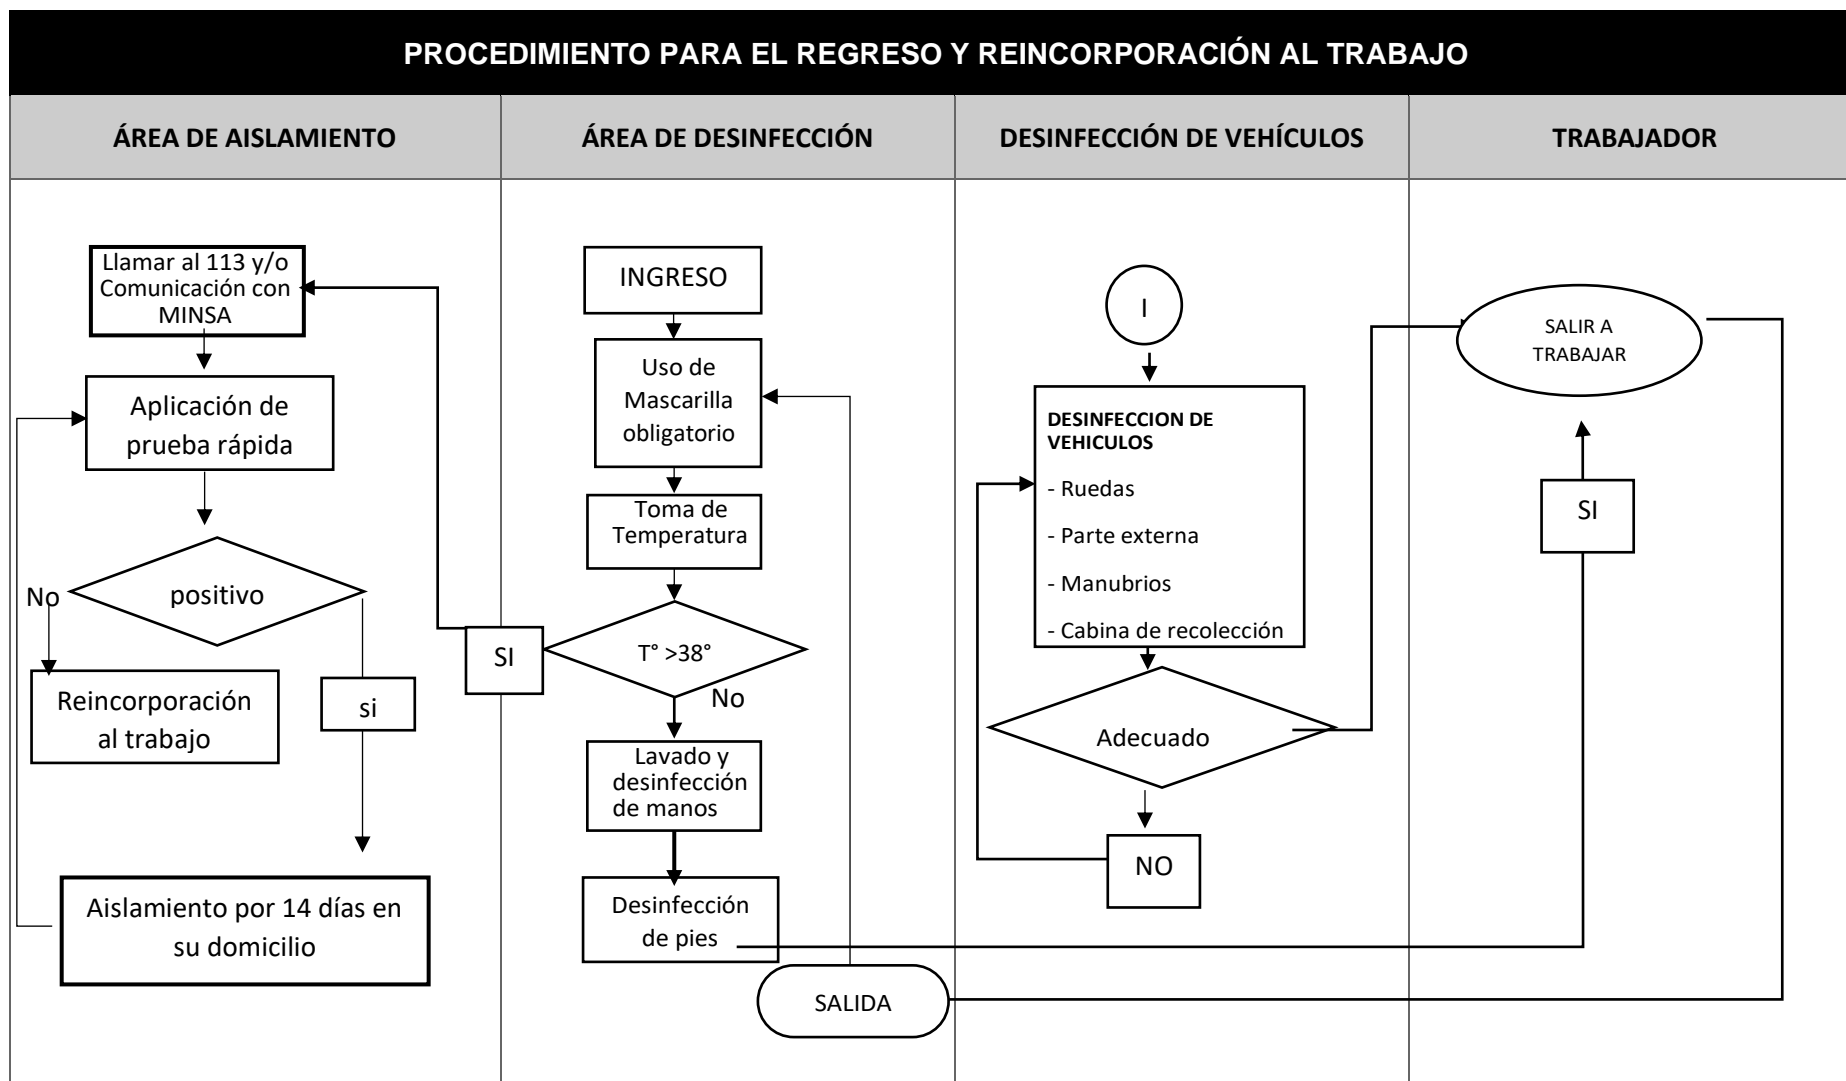 PROCEDIMIENTO PARA EL REGRESO Y REINCORPORACIÓN AL TRABAJO
ÁREA DE AISLAMIENTO
ÁREA DE DESINFECCIÓN
DESINFECCIÓN DE VEHÍCULOS
TRABAJADOR
Llamar al 113 y/o
Comunicación con
MINSA
Aplicación de
prueba rápida
positivo
No
Reincorporación
al trabajo
si
Aislamiento por 14 días en
su domicilio
INGRESO
Uso de
Mascarilla
obligatorio
Toma de
Temperatura
T° >38°
SI
No
Lavado y
desinfección
de manos
Desinfección
de pies
SALIDA
I
DESINFECCION DE
VEHICULOS
- Ruedas
- Parte externa
- Manubrios
- Cabina de recolección
Adecuado
NO
SALIR A
TRABAJAR
SI